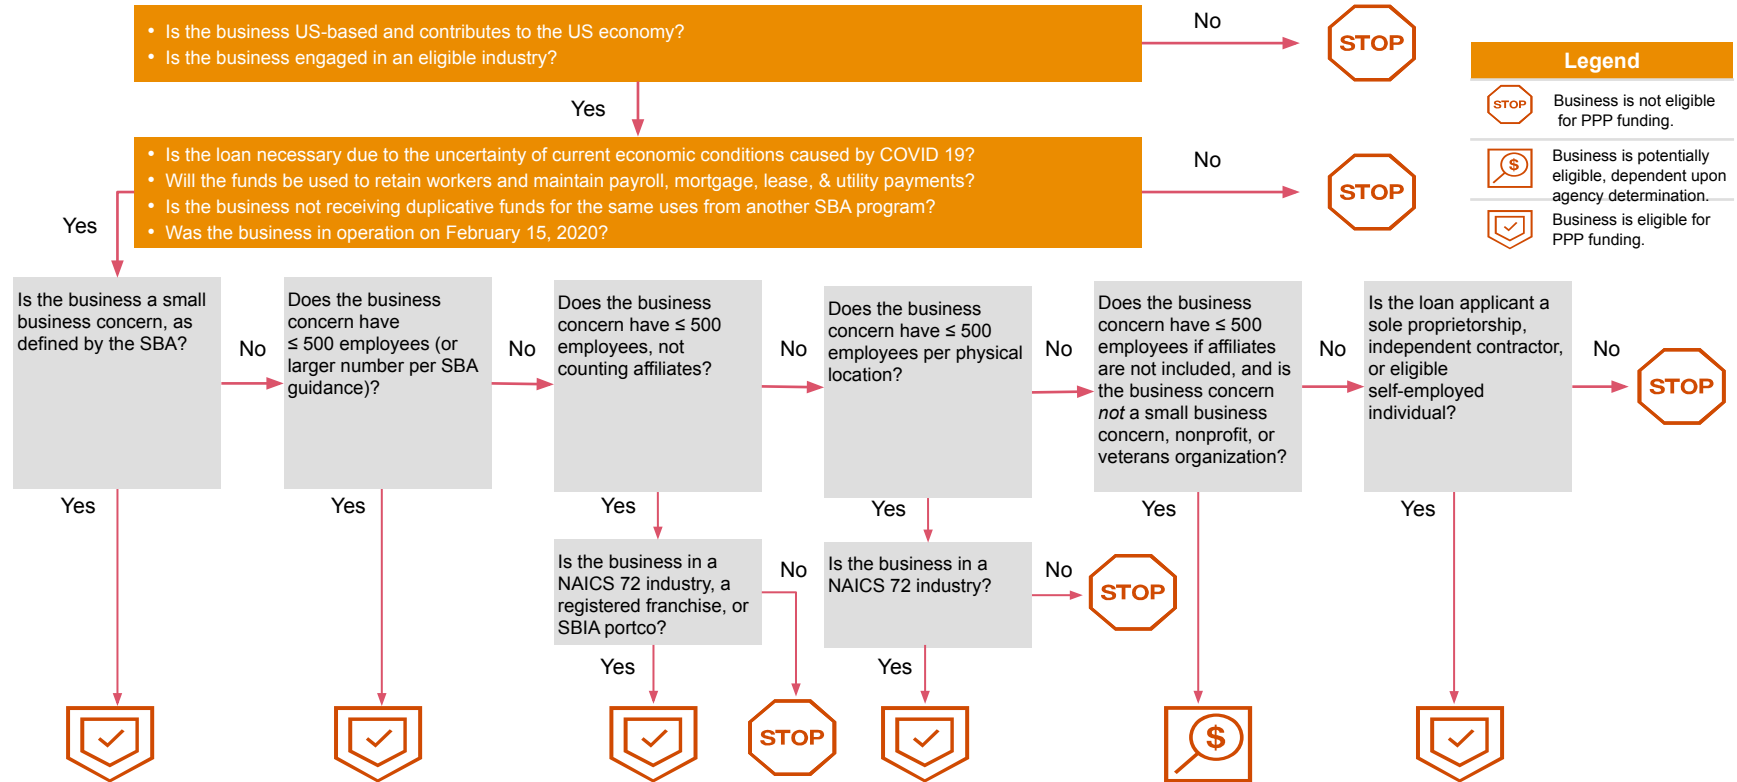 • Is the business US-based and contributes to the US economy?
• Is the business engaged in an eligible industry?
No
STOP
Legend
STOP
Business is not eligible
for PPP funding.
$
Business is potentially
eligible, dependent upon
agency determination.
Business is eligible for
PPP funding.
Yes
• Is the loan necessary due to the uncertainty of current economic conditions caused by COVID 19?
• Will the funds be used to retain workers and maintain payroll, mortgage, lease, & utility payments?
• Is the business not receiving duplicative funds for the same uses from another SBA program?
• Was the business in operation on February 15, 2020?
No
STOP
Yes
Is the business a small
business concern, as
defined by the SBA?
No
Does the business
concern have
≤ 500 employees (or
larger number per SBA
guidance)?
No
Does the business
concern have ≤ 500
employees, not
counting affiliates?
No
Does the business
concern have ≤ 500
employees per physical
location?
No
Does the business
concern have ≤ 500
employees if affiliates
are not included, and is
the business concern
not a small business
concern, nonprofit, or
veterans organization?
No
Is the loan applicant a
sole proprietorship,
independent contractor,
or eligible
self-employed
individual?
No
STOP
Yes
Yes
Yes
Yes
Yes
Yes
Is the business in a
NAICS 72 industry, a
registered franchise, or
SBIA portco?
No
Is the business in a
NAICS 72 industry?
No
STOP
Yes
Yes
STOP
$